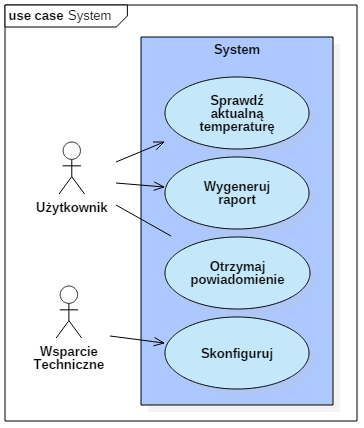 use case System
System
Sprawdź
aktualną
temperaturę
Wygeneruj
raport
Użytkownik
Otrzymaj
powiadomienie
Wsparcie
Techniczne
Skonfiguruj